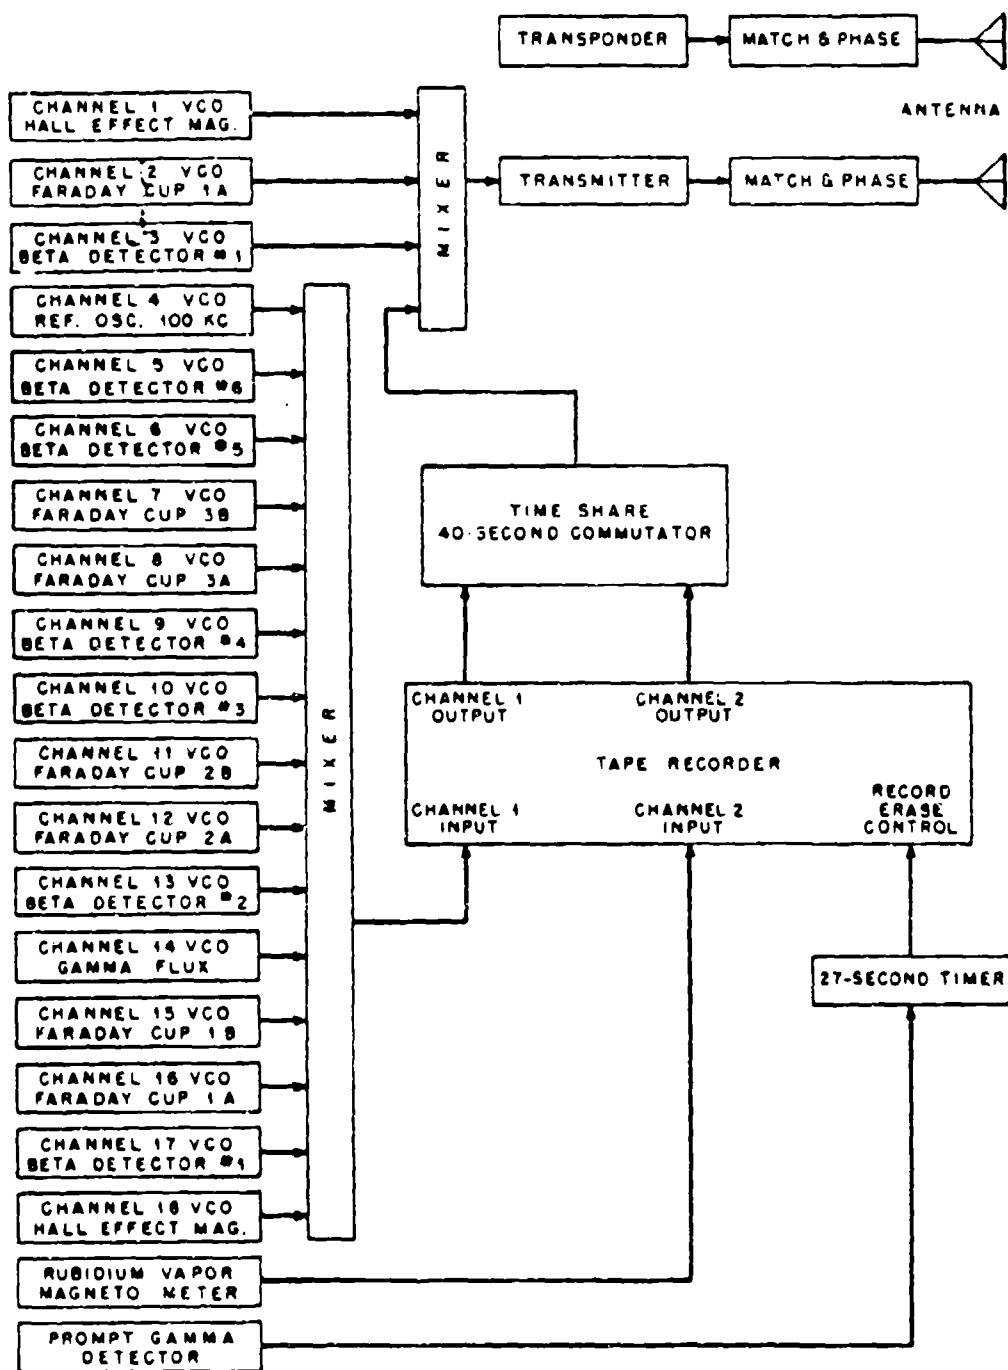 TRANSPONDER
MATCH & PHASE
ANTENNA
CHANNEL 1 VCO
HALL EFFECT MAG.
CHANNEL 2 VCO
FARADAY CUP 1A
CHANNEL 3 VCO
BETA DETECTOR #1
MIXER
TRANSMITTER
MATCH & PHASE
CHANNEL 4 VCO
REF. OSC. 100 KC
CHANNEL 5 VCO
BETA DETECTOR #6
CHANNEL 6 VCO
BETA DETECTOR #5
CHANNEL 7 VCO
FARADAY CUP 3B
CHANNEL 8 VCO
FARADAY CUP 3A
CHANNEL 9 VCO
BETA DETECTOR #4
CHANNEL 10 VCO
BETA DETECTOR #3
CHANNEL 11 VCO
FARADAY CUP 2B
CHANNEL 12 VCO
FARADAY CUP 2A
CHANNEL 13 VCO
BETA DETECTOR #2
CHANNEL 14 VCO
GAMMA FLUX
CHANNEL 15 VCO
FARADAY CUP 1B
CHANNEL 16 VCO
FARADAY CUP 1A
CHANNEL 17 VCO
BETA DETECTOR #1
CHANNEL 18 VCO
HALL EFFECT MAG.
MIXER
TIME SHARE
40-SECOND COMMUTATOR
CHANNEL 1
OUTPUT
CHANNEL 2
OUTPUT
TAPE RECORDER
CHANNEL 1
INPUT
CHANNEL 2
INPUT
RECORD
ERASE
CONTROL
27-SECOND TIMER
RUBIDIUM VAPOR
MAGNETO METER
PROMPT GAMMA
DETECTOR